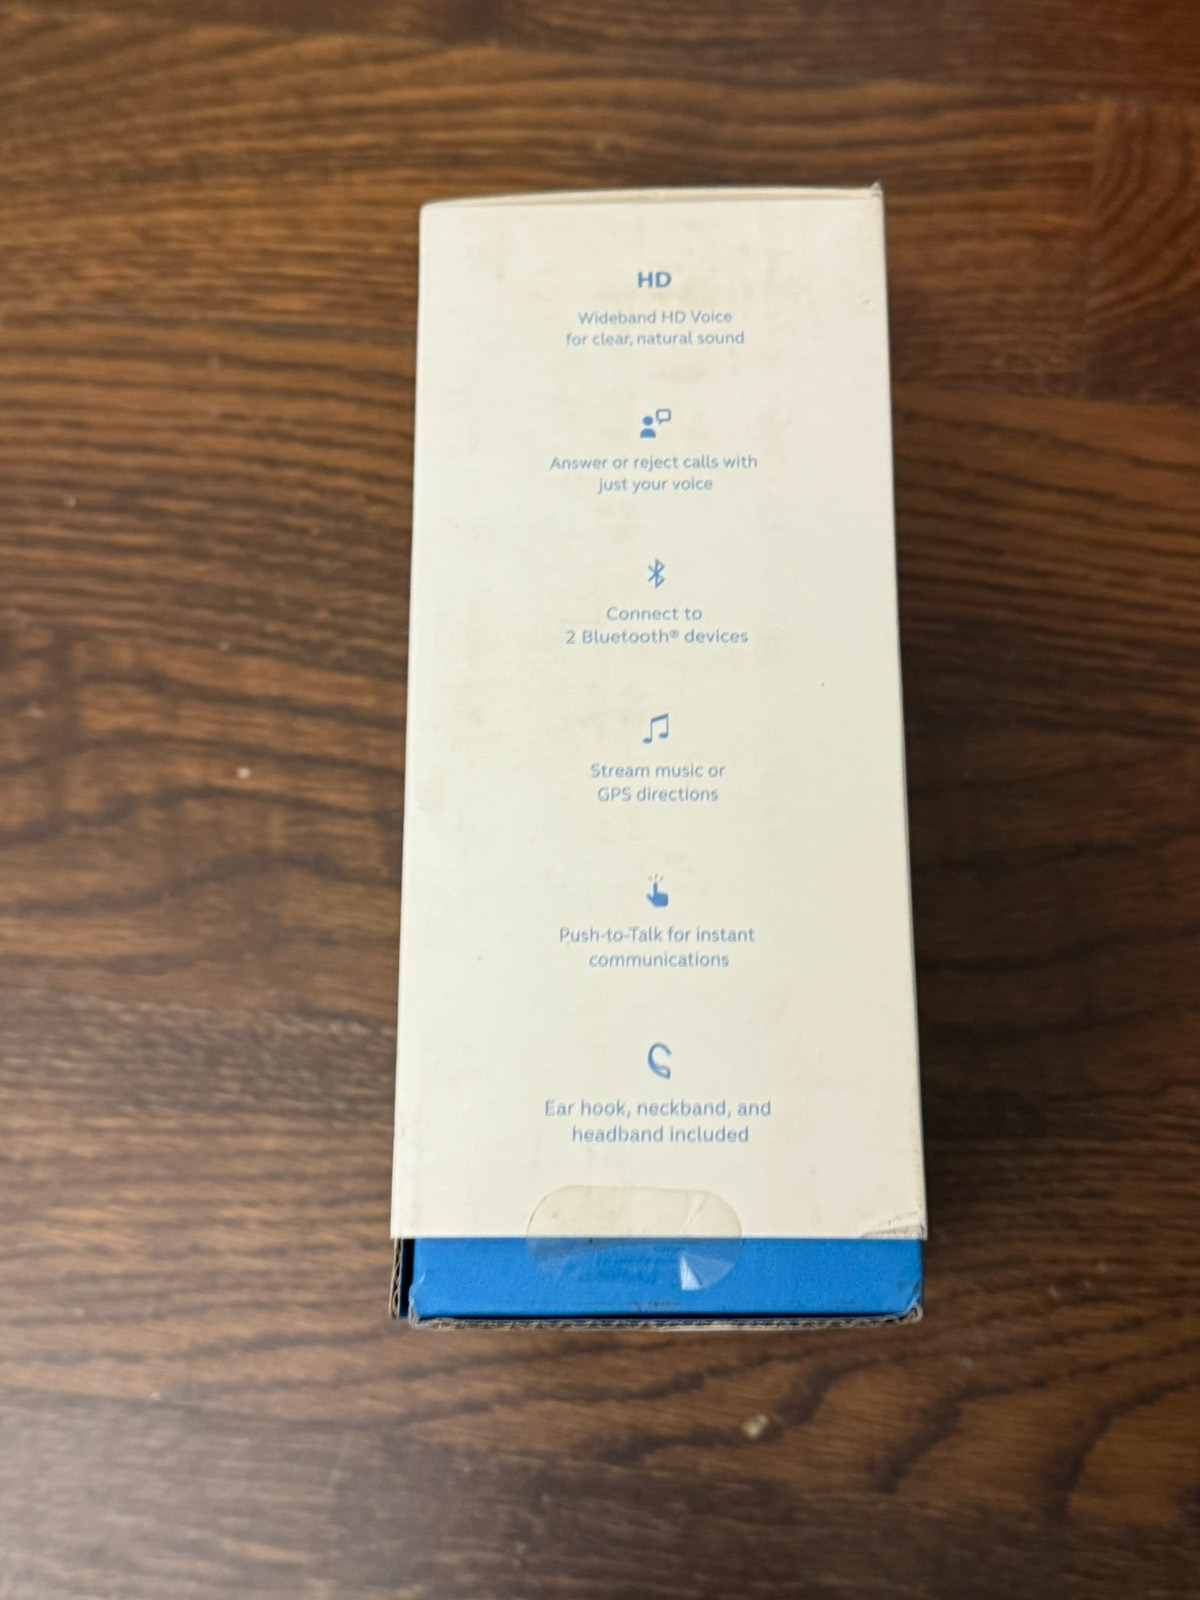 HD
Wideband HD Voice
for clear, natural sound
Answer or reject calls with
just your voice
Connect to
2 Bluetooth® devices
Stream music or
GPS directions
Push-to-Talk for instant
communications
Ear hook, neckband, and
headband included